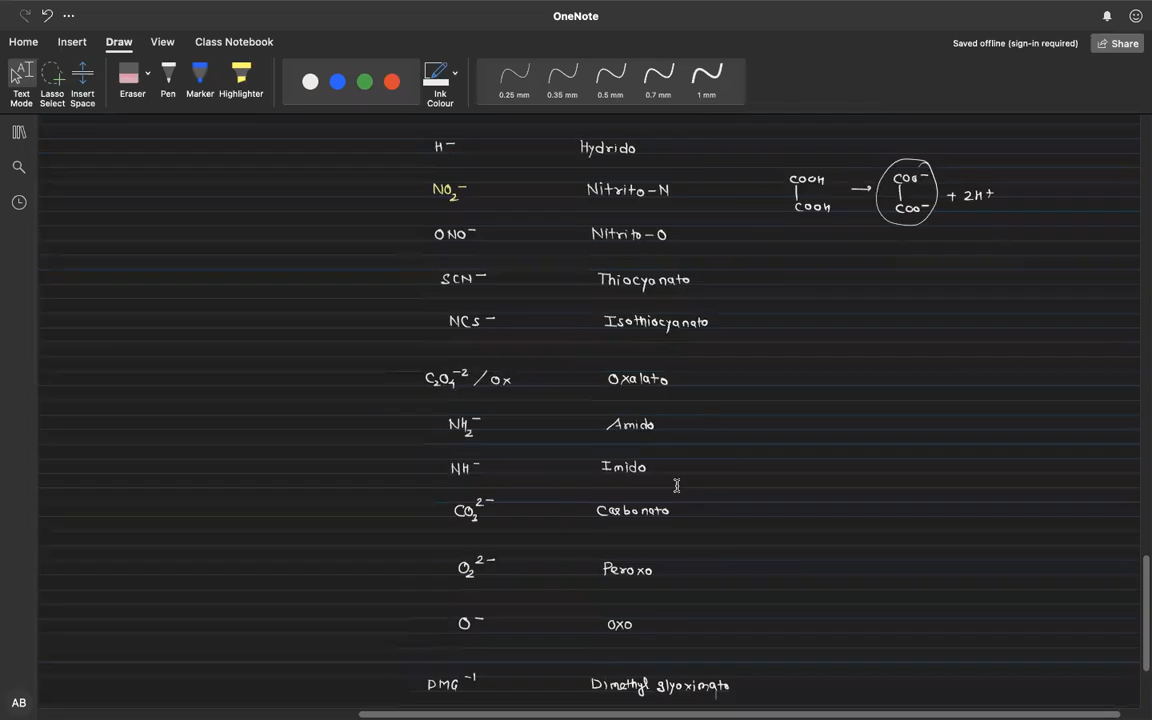 OneNote
Home Insert Draw View Class Notebook
Saved offline (sign-in required) Share
Text Mode
Lasso Select
Insert Space
Eraser
Pen
Marker
Highlighter
Ink Colour
0.25 mm 0.35 mm 0.5 mm 0.7 mm 1 mm
H⁻ Hydrido
NO₂⁻ Nitrito-N
COOH
COOH → COO⁻
COO⁻ + 2H⁺
ONO⁻ Nitrito-O
SCN⁻ Thiocyanato
NCS⁻ Isothiocyanato
C₂O₄⁻² / ox Oxalato
NH₂⁻ Amido
NH⁻ Imido
CO₃²⁻ Carbonato
O₂²⁻ Peroxo
O⁻ oxo
DMG⁻¹ Dimethyl glyoximato
AB